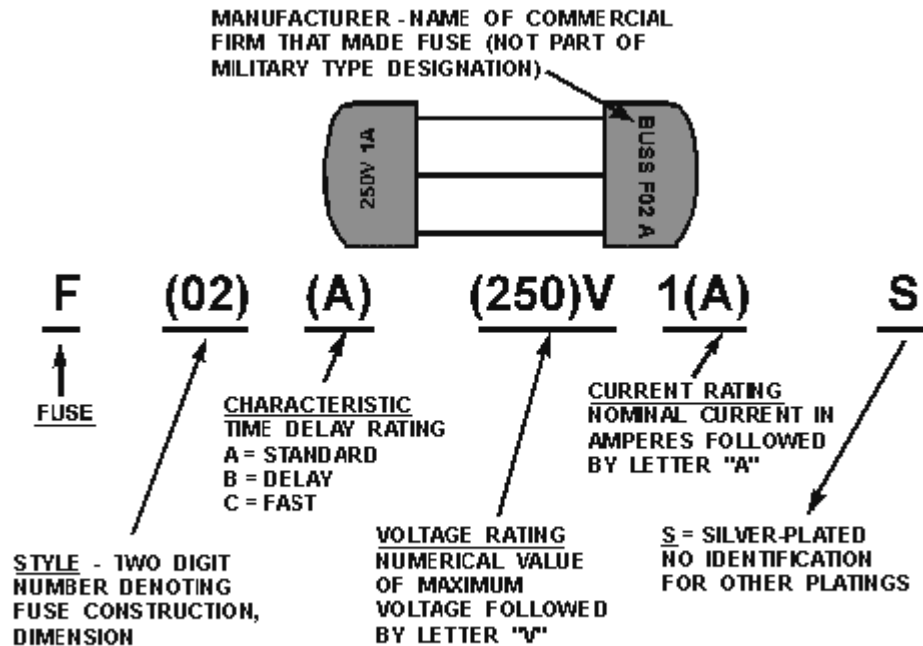 MANUFACTURER - NAME OF COMMERCIAL
FIRM THAT MADE FUSE (NOT PART OF
MILITARY TYPE DESIGNATION)
250V 1A
BUSS F02 A
F (02) (A) (250)V 1(A) S
FUSE
CHARACTERISTIC
TIME DELAY RATING
A = STANDARD
B = DELAY
C = FAST
CURRENT RATING
NOMINAL CURRENT IN
AMPERES FOLLOWED
BY LETTER "A"
STYLE - TWO DIGIT
NUMBER DENOTING
FUSE CONSTRUCTION,
DIMENSION
VOLTAGE RATING
NUMERICAL VALUE
OF MAXIMUM
VOLTAGE FOLLOWED
BY LETTER "V"
S = SILVER-PLATED
NO IDENTIFICATION
FOR OTHER PLATINGS